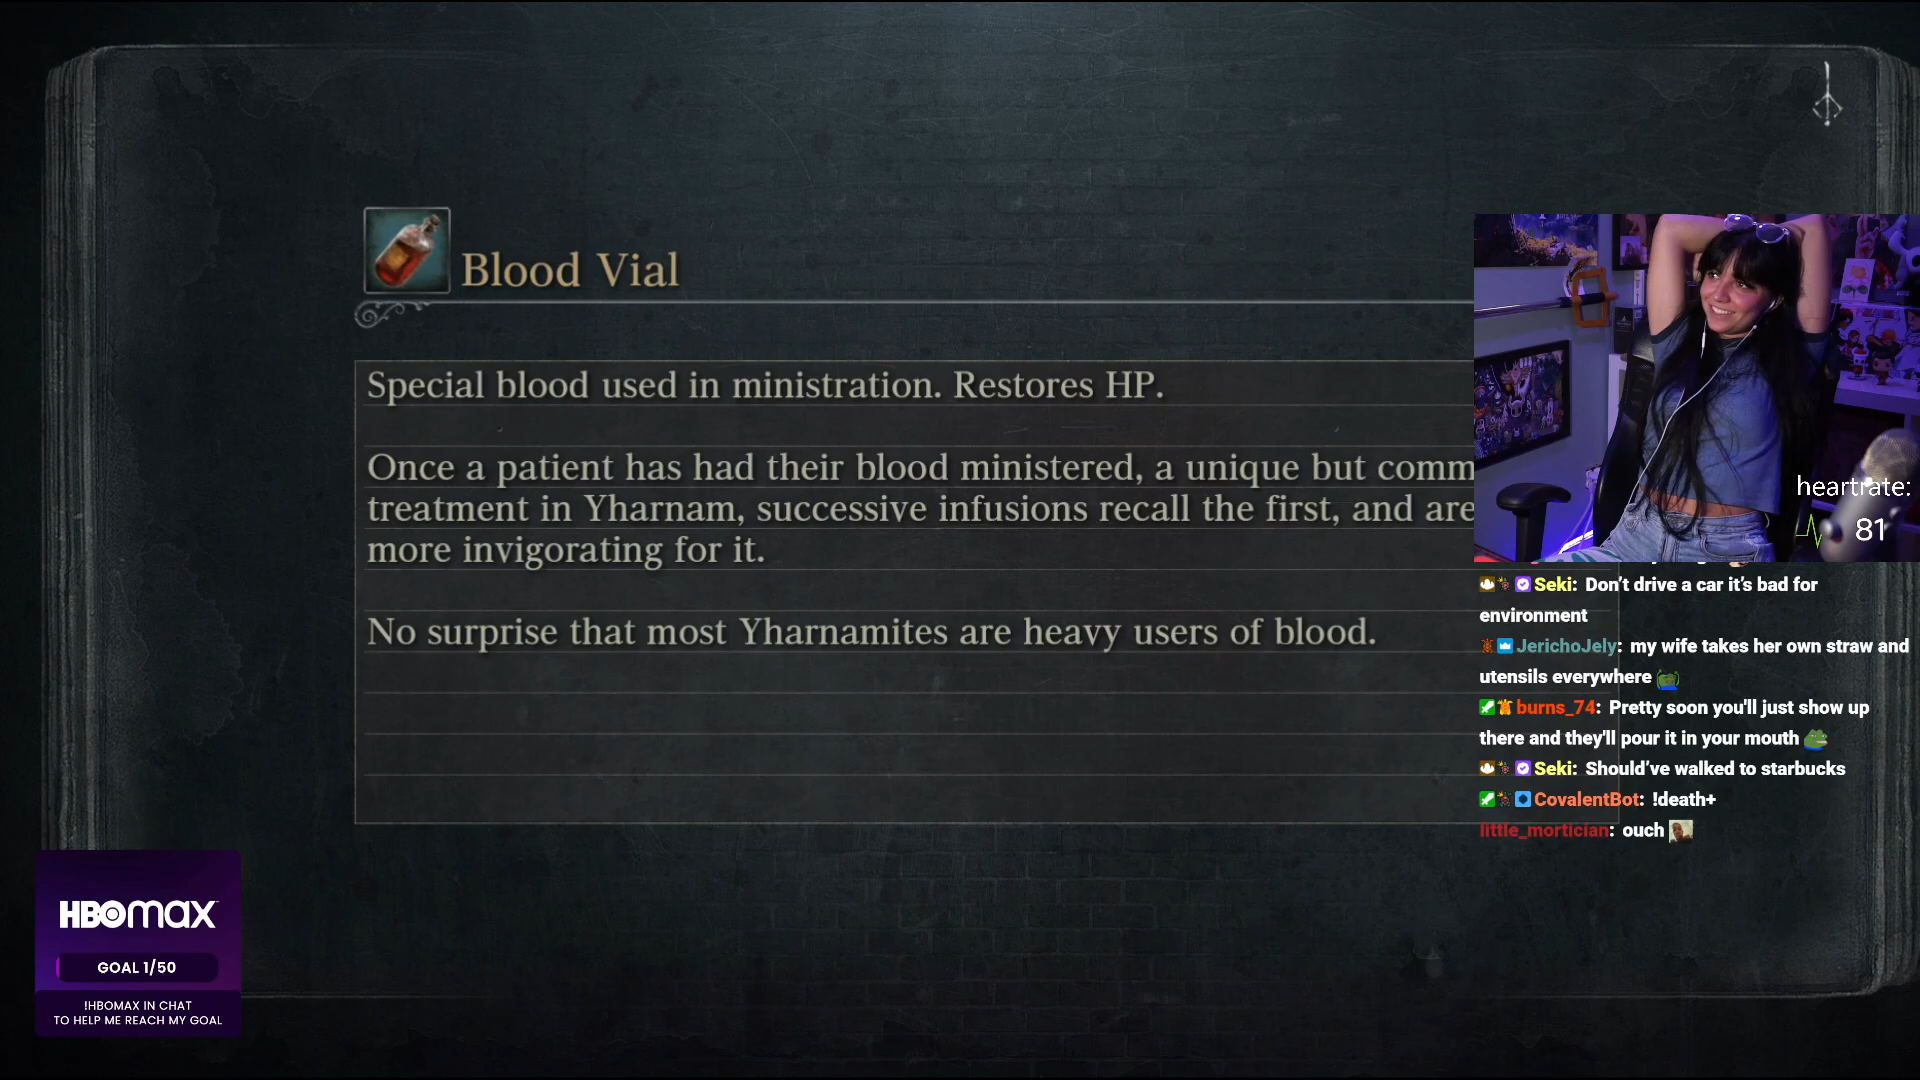 Blood Vial
Special blood used in ministration. Restores HP.
Once a patient has had their blood ministered, a unique but comm
treatment in Yharnam, successive infusions recall the first, and are
more invigorating for it.
No surprise that most Yharnamites are heavy users of blood.
heartrate:
81
Seki: Don't drive a car it's bad for
environment
JerichoJely: my wife takes her own straw and
utensils everywhere
burns_74: Pretty soon you'll just show up
there and they'll pour it in your mouth
Seki: Should've walked to starbucks
CovalentBot: !death+
little_mortician: ouch
HBOMAX
GOAL 1/50
!HBOMAX IN CHAT
TO HELP ME REACH MY GOAL